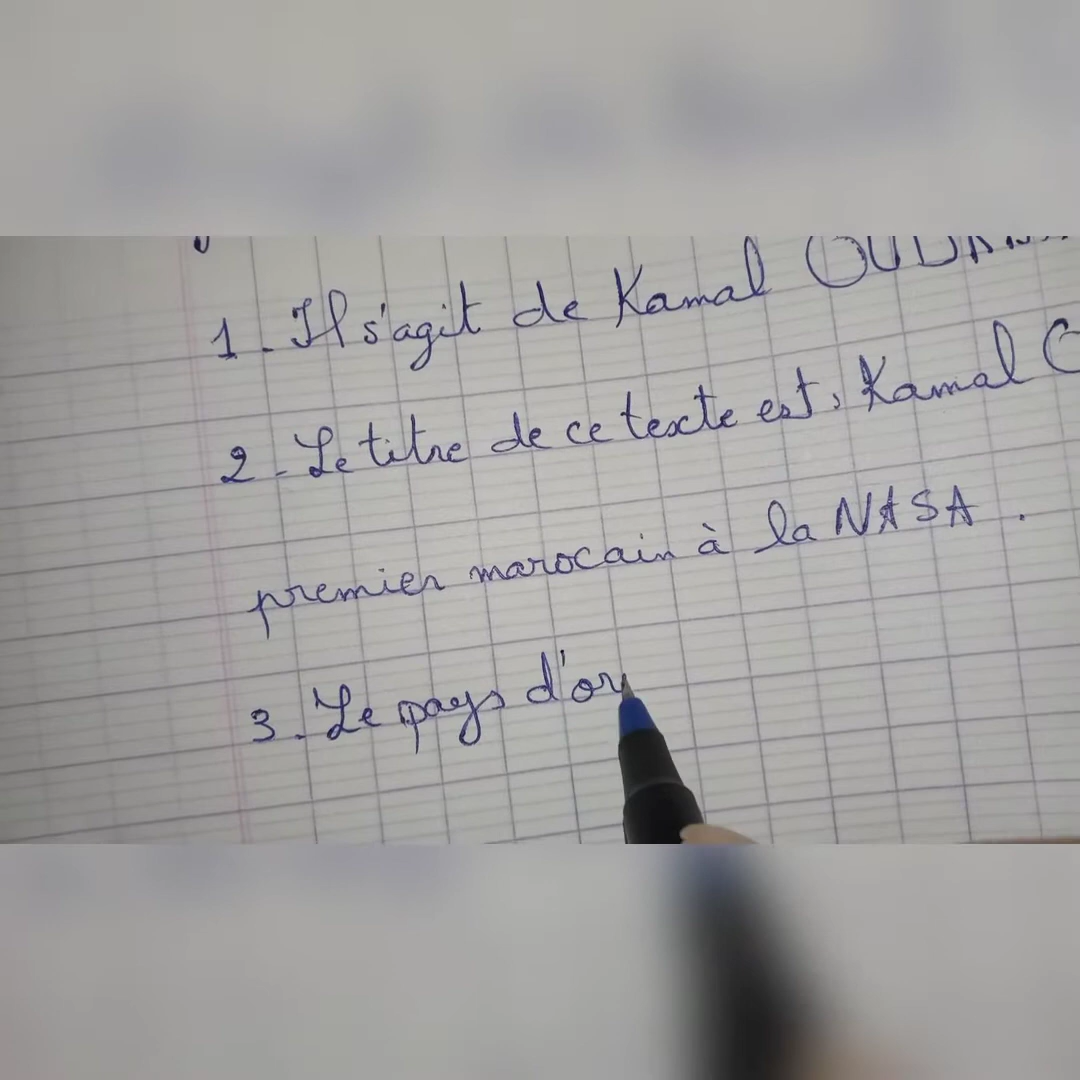 1. Il s'agit de Kamal
2. Le titre de ce texte est, Kamal
premier marocain à la NASA.
3. Le pays d'or